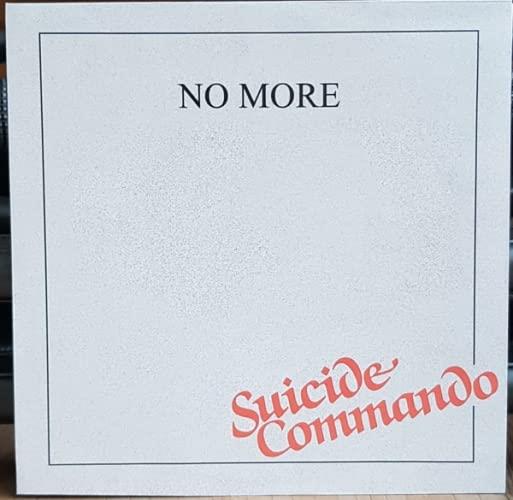 NO MORE
Suicide
Commando